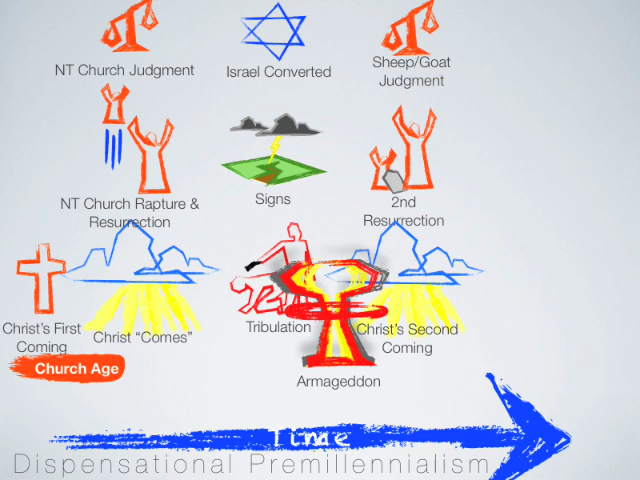 NT Church Judgment
Israel Converted
Sheep/Goat
Judgment
NT Church Rapture &
Resurrection
Signs
2nd
Resurrection
Christ's First
Coming
Christ "Comes"
Tribulation
Christ's Second
Coming
Church Age
Armageddon
Time
Dispensational Premillennialism